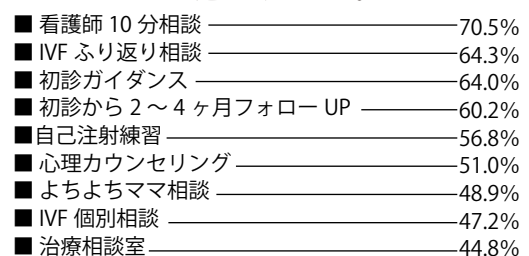 ■ 看護師 10 分相談 70.5%
■ IVF ふり返り相談 64.3%
■ 初診ガイダンス 64.0%
■ 初診から 2 〜 4 ヶ月フォロー UP 60.2%
■自己注射練習 56.8%
■ 心理カウンセリング 51.0%
■ よちよちママ相談 48.9%
■ IVF 個別相談 47.2%
■ 治療相談室 44.8%